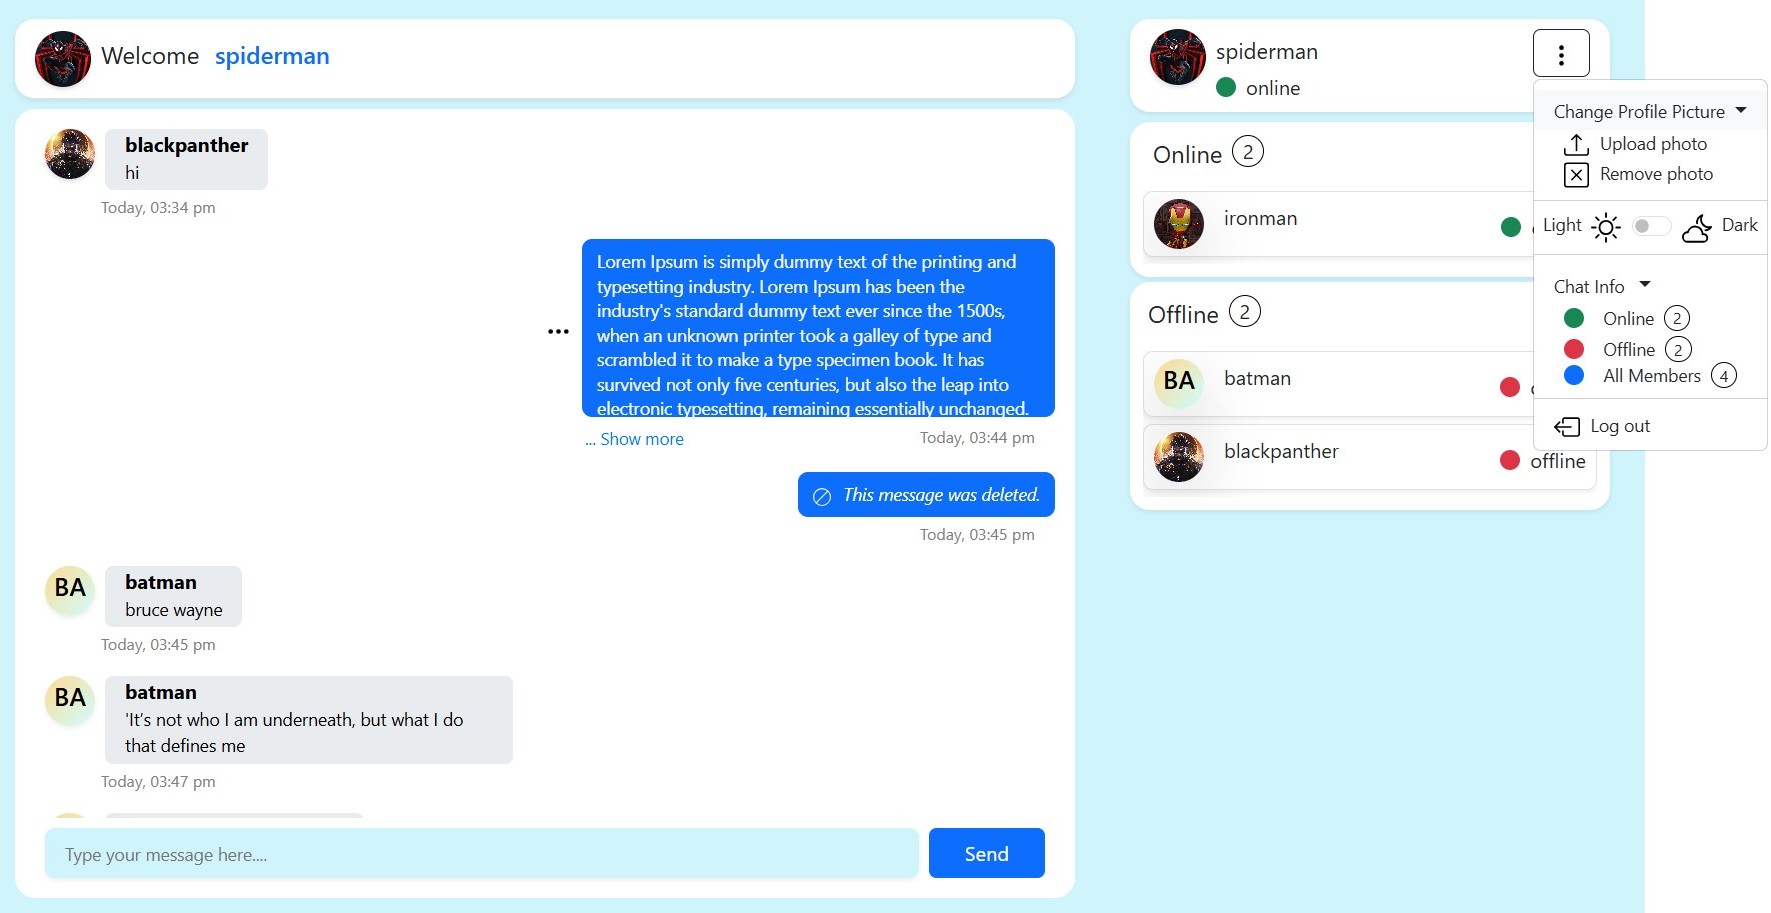 Welcome spiderman
blackpanther
hi
Today, 03:34 pm
Lorem Ipsum is simply dummy text of the printing and
typesetting industry. Lorem Ipsum has been the
industry's standard dummy text ever since the 1500s,
when an unknown printer took a galley of type and
scrambled it to make a type specimen book. It has
survived not only five centuries, but also the leap into
electronic typesetting, remaining essentially unchanged.
... Show more
Today, 03:44 pm
This message was deleted.
Today, 03:45 pm
BA
batman
bruce wayne
Today, 03:45 pm
BA
batman
'It's not who I am underneath, but what I do
that defines me
Today, 03:47 pm
Type your message here....
Send
spiderman
online
Online 2
ironman
Offline 2
BA
batman
blackpanther
offline
Change Profile Picture
Upload photo
Remove photo
Light
Dark
Chat Info
Online 2
Offline 2
All Members 4
Log out